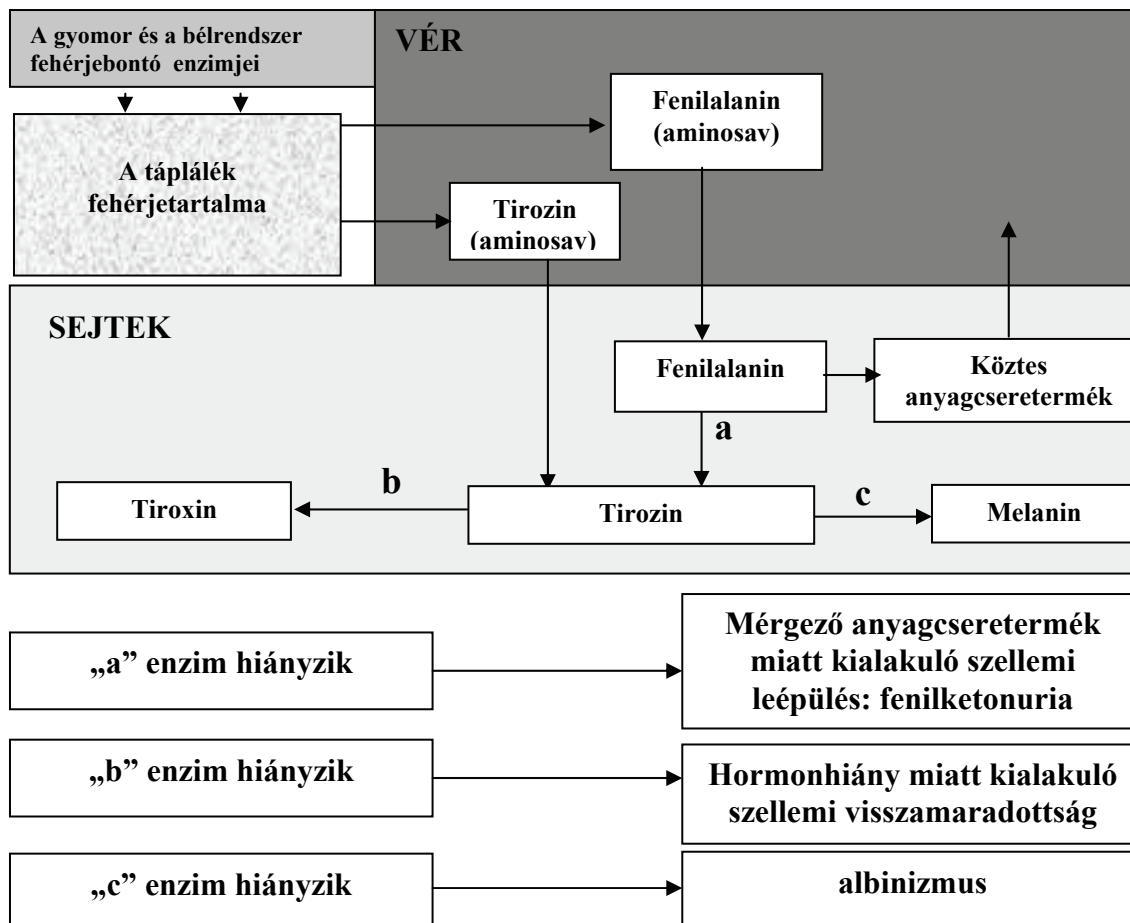 A gyomor és a bélrendszer
fehérjebontó enzimjei
VÉR
Fenilalanin
(aminosav)
A táplálék
fehérjetartalma
Tirozin
(aminosav)
SEJTEK
Fenilalanin
Köztes
anyagcseretermék
a
b
Tiroxin
Tirozin
c
Melanin
„a” enzim hiányzik
Mérgező anyagcseretermék
miatt kialakuló szellemi
leépülés: fenilketonuria
„b” enzim hiányzik
Hormonhiány miatt kialakuló
szellemi visszamaradottság
„c” enzim hiányzik
albinizmus